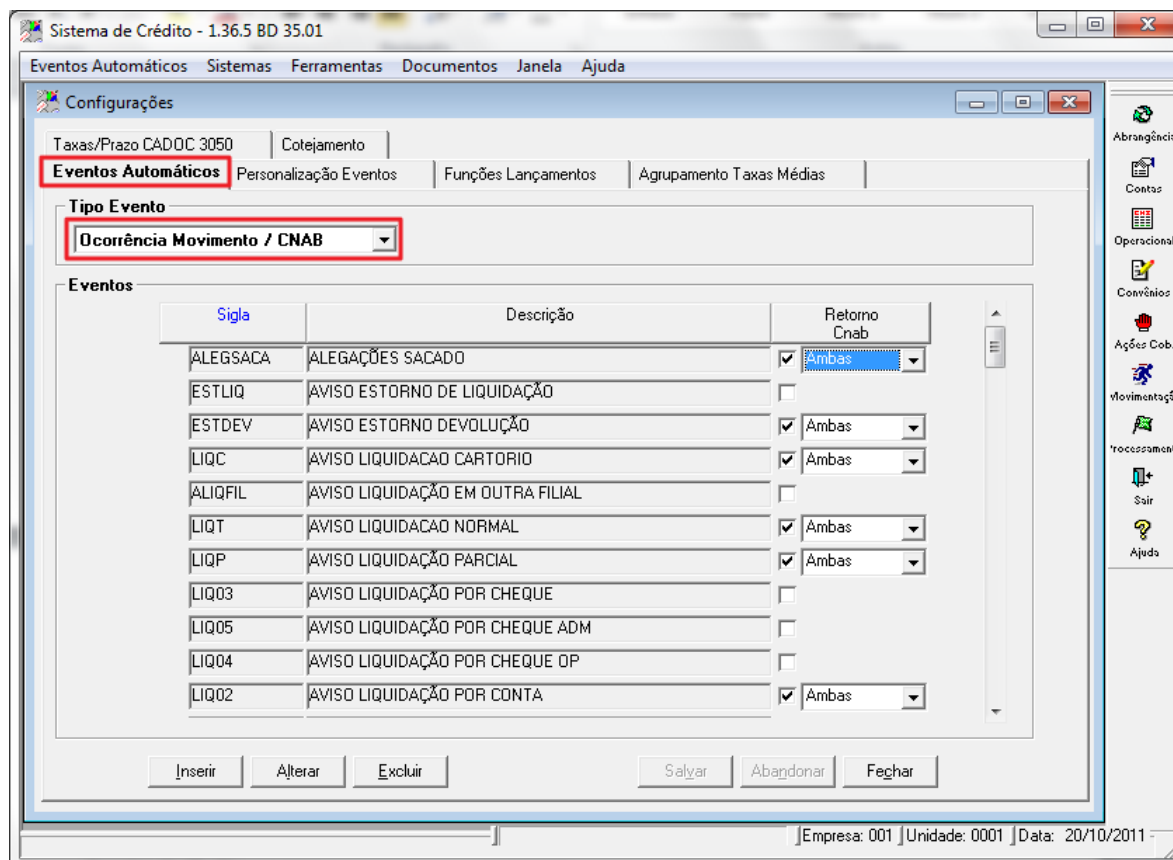 Sistema de Crédito - 1.36.5 BD 35.01
Eventos Automáticos Sistemas Ferramentas Documentos Janela Ajuda
Configurações
Taxas/Prazo CADOC 3050 Cotejamento
Eventos Automáticos Personalização Eventos Funções Lançamentos Agrupamento Taxas Médias
Tipo Evento
Ocorrência Movimento / CNAB
Eventos
Sigla Descrição Retorno Cnab
ALEGSACA ALEGAÇÕES SACADO Ambas
ESTLIQ AVISO ESTORNO DE LIQUIDAÇÃO
ESTDEV AVISO ESTORNO DEVOLUÇÃO Ambas
LIQC AVISO LIQUIDACAO CARTORIO Ambas
ALIQFIL AVISO LIQUIDAÇÃO EM OUTRA FILIAL
LIQT AVISO LIQUIDACAO NORMAL Ambas
LIQP AVISO LIQUIDAÇÃO PARCIAL Ambas
LIQ03 AVISO LIQUIDAÇÃO POR CHEQUE
LIQ05 AVISO LIQUIDAÇÃO POR CHEQUE ADM
LIQ04 AVISO LIQUIDAÇÃO POR CHEQUE OP
LIQ02 AVISO LIQUIDAÇÃO POR CONTA Ambas
Inserir Alterar Excluir Salvar Abandonar Fechar
Abrangência
Contas
Operacional
Convênios
Ações Cob.
Movimentaçã
rocessament
Sair
Ajuda
Empresa: 001 Unidade: 0001 Data: 20/10/2011 -